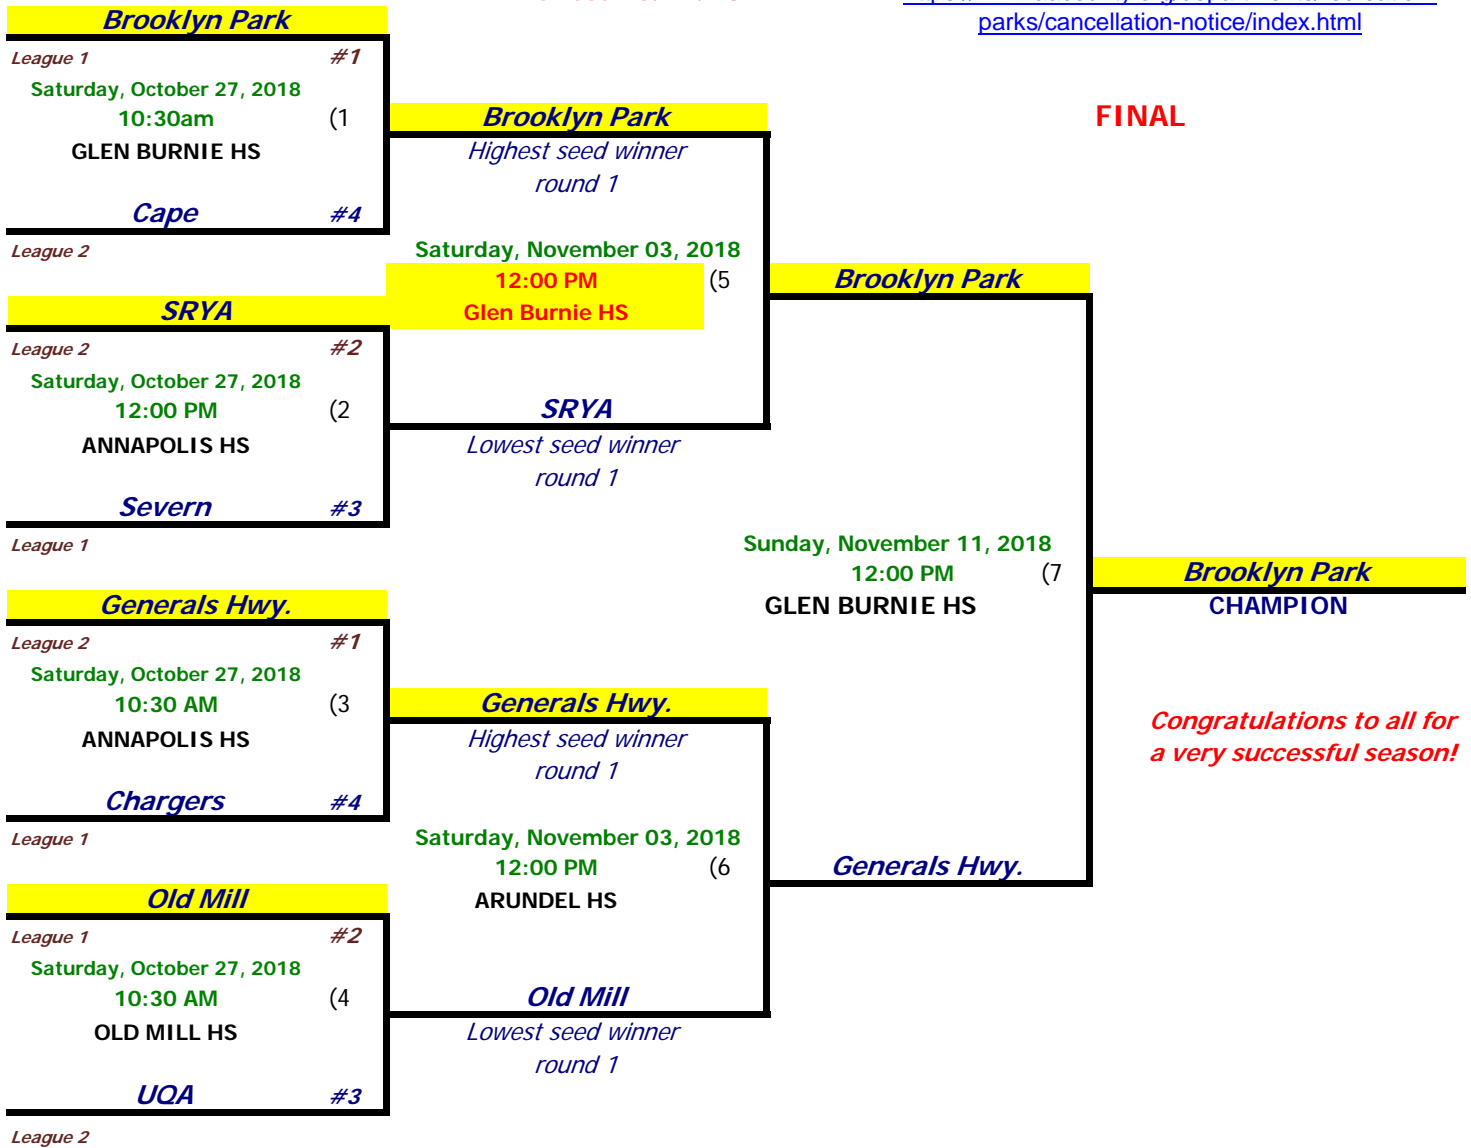 parks/cancellation-notice/index.html
FINAL
Brooklyn Park
League 1 #1
Saturday, October 27, 2018
10:30am (1
GLEN BURNIE HS
Cape #4
League 2
SRYA
League 2 #2
Saturday, October 27, 2018
12:00 PM (2
ANNAPOLIS HS
Severn #3
League 1
Generals Hwy.
League 2 #1
Saturday, October 27, 2018
10:30 AM (3
ANNAPOLIS HS
Chargers #4
League 1
Old Mill
League 1 #2
Saturday, October 27, 2018
10:30 AM (4
OLD MILL HS
UQA #3
League 2
Brooklyn Park
Highest seed winner
round 1
Saturday, November 03, 2018
12:00 PM (5
Glen Burnie HS
SRYA
Lowest seed winner
round 1
Generals Hwy.
Highest seed winner
round 1
Saturday, November 03, 2018
12:00 PM (6
ARUNDEL HS
Old Mill
Lowest seed winner
round 1
Brooklyn Park
Sunday, November 11, 2018
12:00 PM (7
GLEN BURNIE HS
Generals Hwy.
Brooklyn Park
CHAMPION
Congratulations to all for
a very successful season!